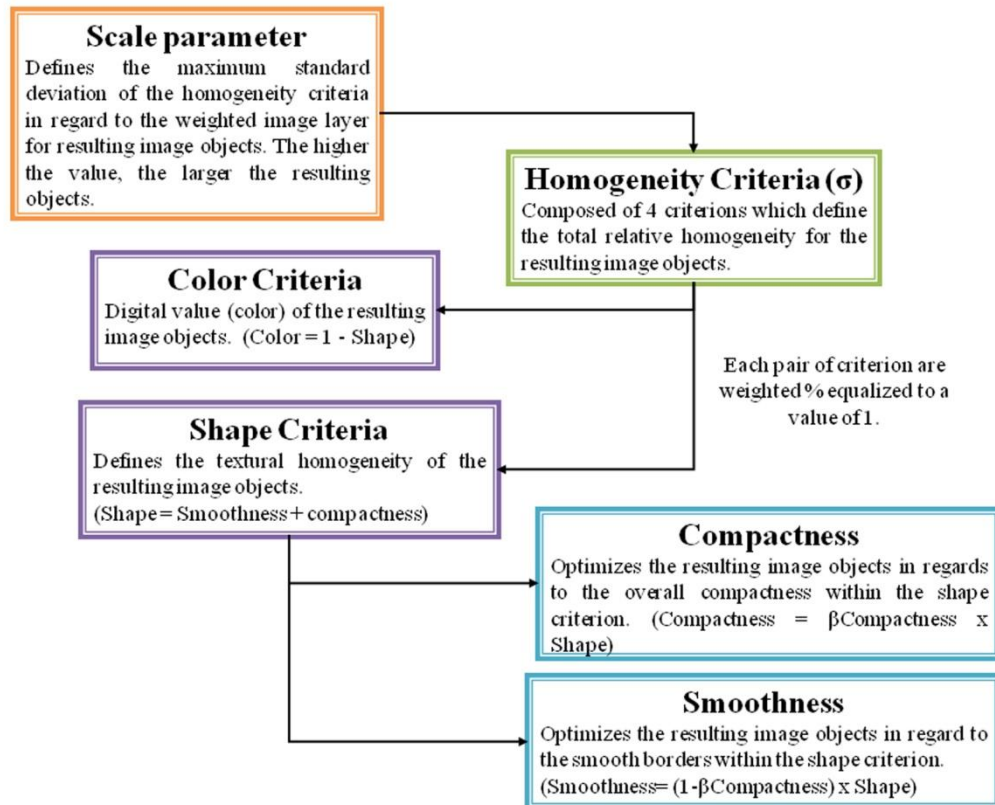 Scale parameter
Defines the maximum standard
deviation of the homogeneity criteria
in regard to the weighted image layer
for resulting image objects. The higher
the value, the larger the resulting
objects.
Homogeneity Criteria (σ)
Composed of 4 criterions which define
the total relative homogeneity for the
resulting image objects.
Color Criteria
Digital value (color) of the resulting
image objects. (Color = 1 - Shape)
Each pair of criterion are
weighted % equalized to a
value of 1.
Shape Criteria
Defines the textural homogeneity of the
resulting image objects.
(Shape = Smoothness + compactness)
Compactness
Optimizes the resulting image objects in regards
to the overall compactness within the shape
criterion. (Compactness = βCompactness x
Shape)
Smoothness
Optimizes the resulting image objects in regard to
the smooth borders within the shape criterion.
(Smoothness= (1-βCompactness) x Shape)